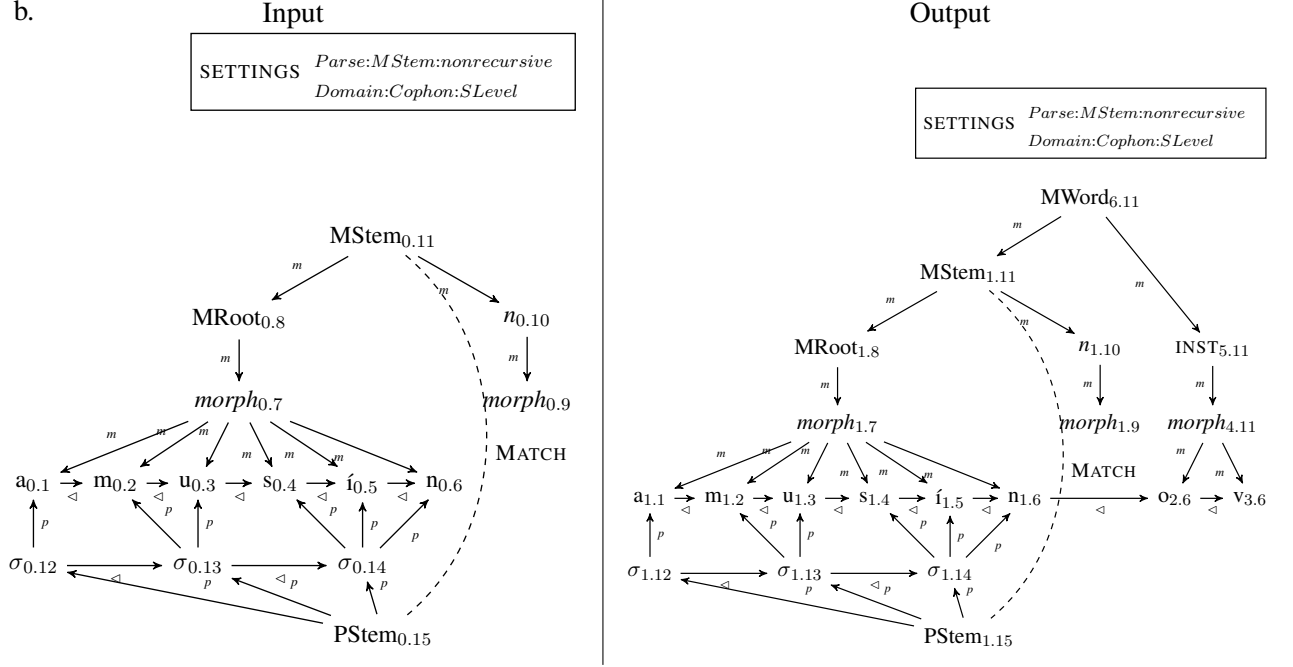 b. Input Output
SETTINGS Parse:MStem:nonrecursive
Domain:Cophon:SLevel
SETTINGS Parse:MStem:nonrecursive
Domain:Cophon:SLevel
MStem0.11
m
m
MRoot0.8 n0.10
m m
morph0.7 morph0.9
m m m m m m
MATCH
a0.1 ◁ m0.2 ◁ u0.3 ◁ s0.4 ◁ í0.5 ◁ n0.6
p p p p p
σ0.12 ◁ σ0.13 ◁ σ0.14
p p p
PStem0.15
MWord6.11
m
MStem1.11
m m
m
MRoot1.8 n1.10 INST5.11
m m m
morph1.7 morph1.9 morph4.11
m m m m m m m m
MATCH
a1.1 ◁ m1.2 ◁ u1.3 ◁ s1.4 ◁ í1.5 ◁ n1.6 ◁ o2.6 ◁ v3.6
p p p p p
σ1.12 ◁ σ1.13 ◁ σ1.14
p p
PStem1.15